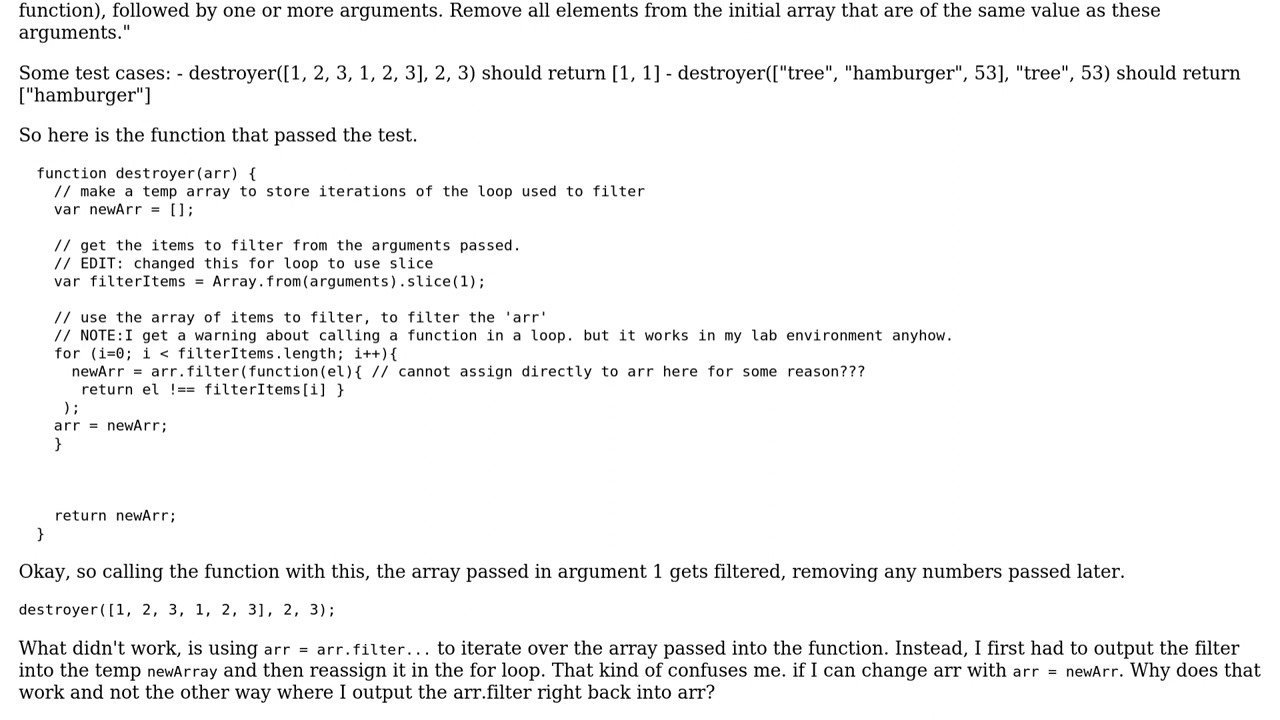 function), followed by one or more arguments. Remove all elements from the initial array that are of the same value as these
arguments."
Some test cases: - destroyer([1, 2, 3, 1, 2, 3], 2, 3) should return [1, 1] - destroyer(["tree", "hamburger", 53], "tree", 53) should return
["hamburger"]
So here is the function that passed the test.
function destroyer(arr) {
// make a temp array to store iterations of the loop used to filter
var newArr = [];
// get the items to filter from the arguments passed.
// EDIT: changed this for loop to use slice
var filterItems = Array.from(arguments).slice(1);
// use the array of items to filter, to filter the 'arr'
// NOTE:I get a warning about calling a function in a loop. but it works in my lab environment anyhow.
for (i=0; i < filterItems.length; i++){
newArr = arr.filter(function(el){ // cannot assign directly to arr here for some reason???
return el !== filterItems[i] }
);
arr = newArr;
}
return newArr;
}
Okay, so calling the function with this, the array passed in argument 1 gets filtered, removing any numbers passed later.
destroyer([1, 2, 3, 1, 2, 3], 2, 3);
What didn't work, is using arr = arr.filter... to iterate over the array passed into the function. Instead, I first had to output the filter
into the temp newArray and then reassign it in the for loop. That kind of confuses me. if I can change arr with arr = newArr. Why does that
work and not the other way where I output the arr.filter right back into arr?